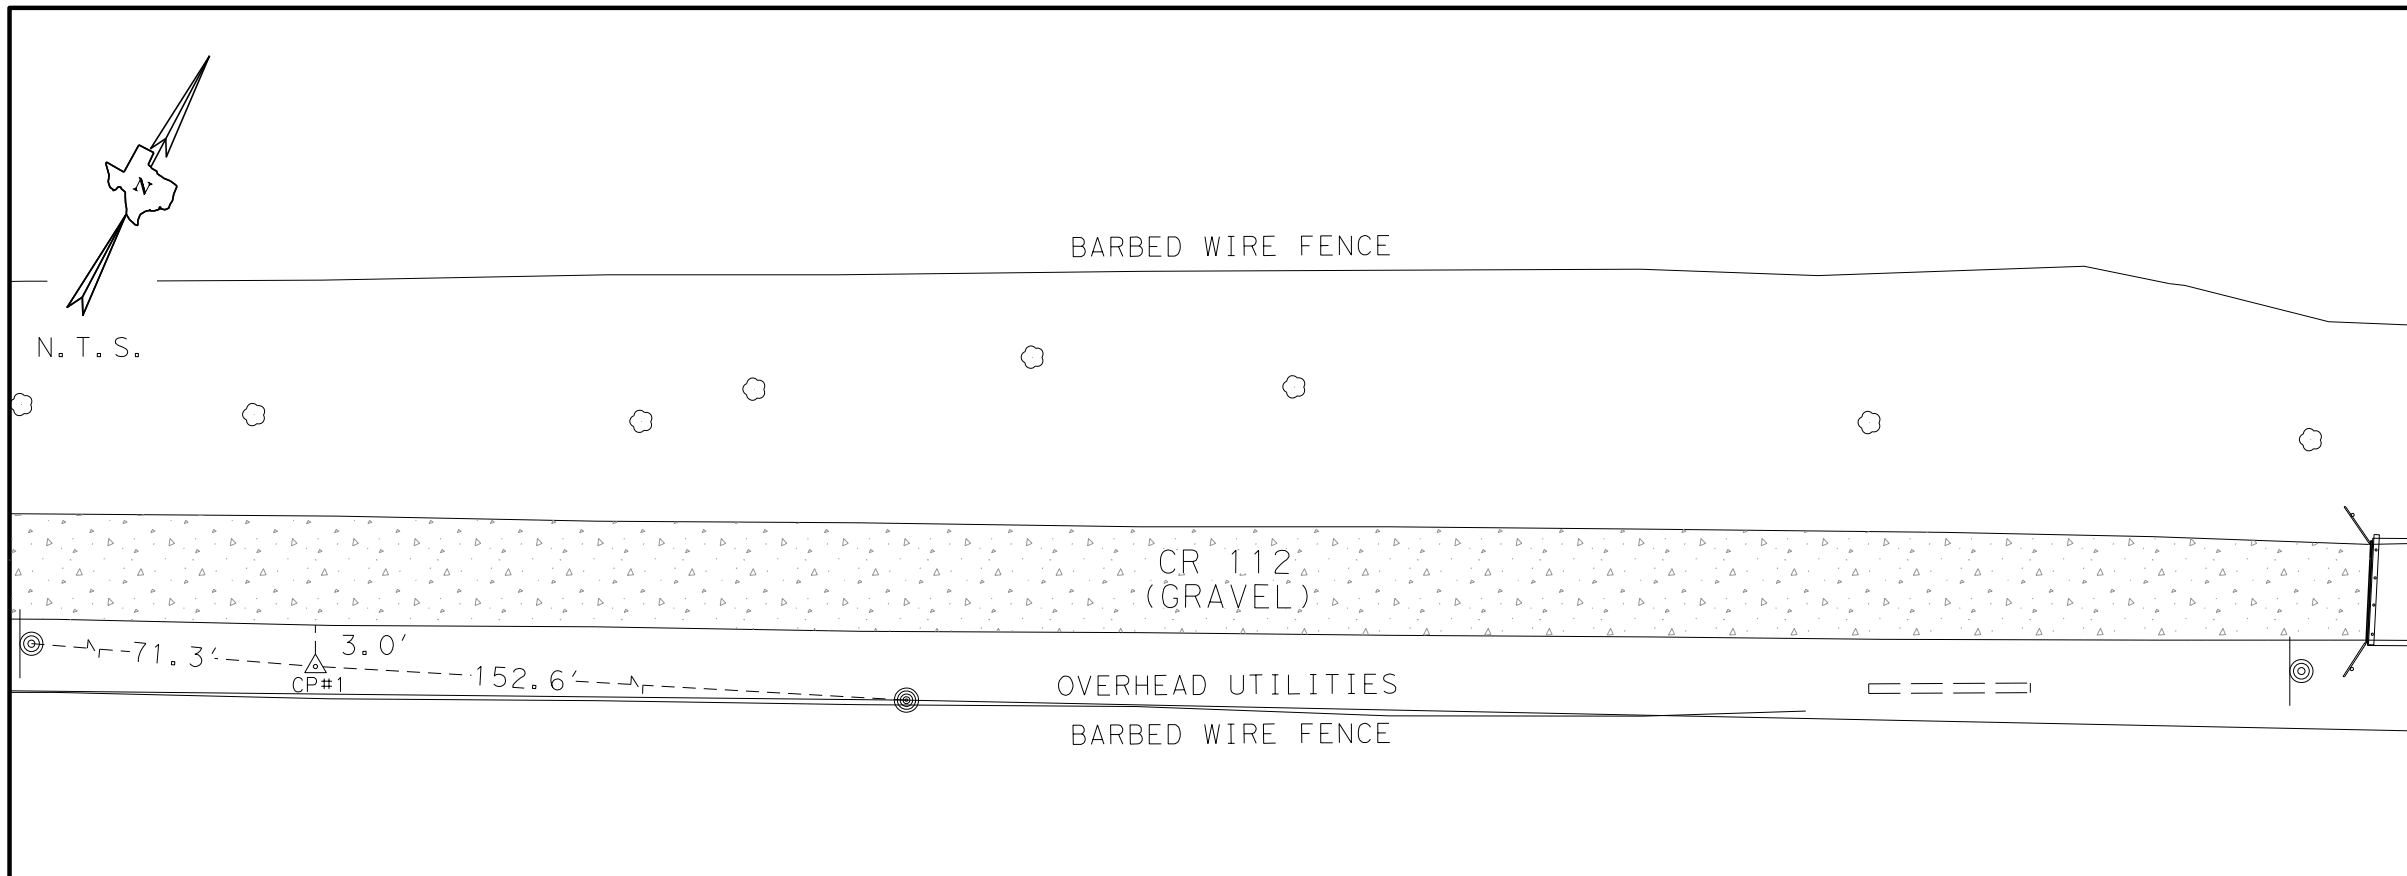 N
BARBED WIRE FENCE
N.T.S.
CR 112
(GRAVEL)
3.0'
71.3'
152.6'
CP#1
OVERHEAD UTILITIES
BARBED WIRE FENCE